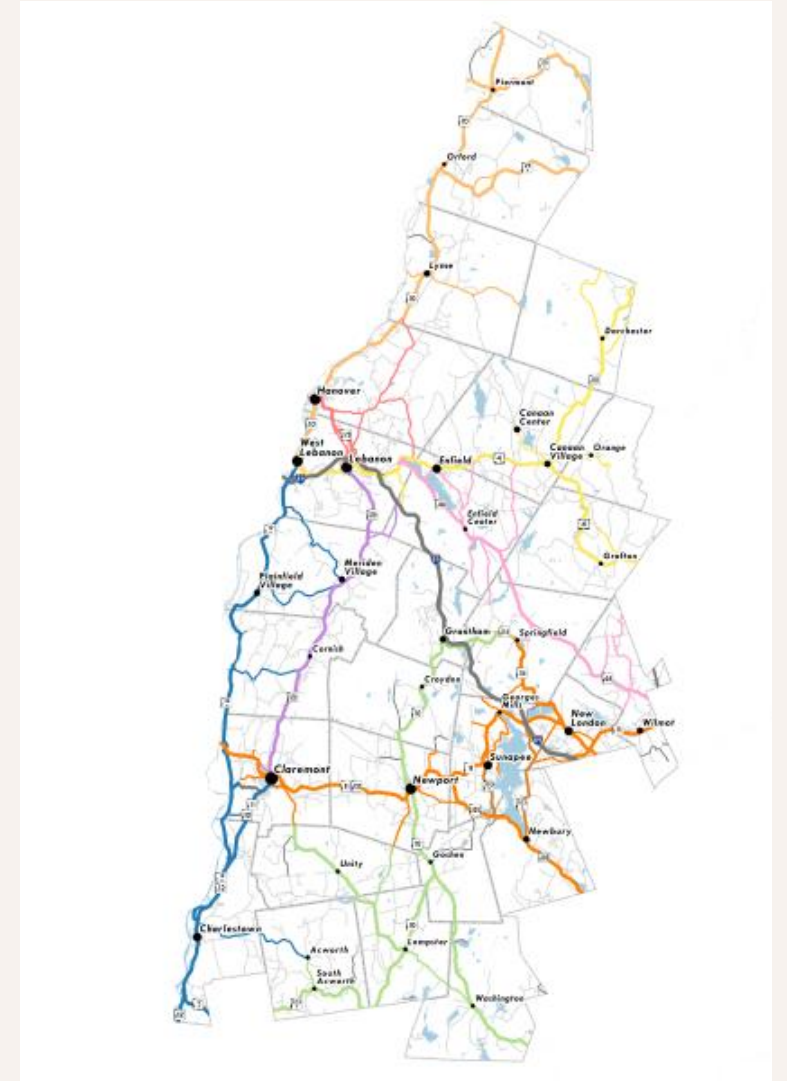 Piermont
Orford
Lyme
Dorchester
Hanover
Canaan
Center
West
Lebanon
Lebanon
Enfield
4
Canaan
Village
Orange
Enfield
Center
4
Grafton
Meriden
Village
Plainfield
Village
Grantham
Springfield
Cornish
Croydon
Georges
Mills
New
London
Wilmot
Sunapee
Claremont
Newport
Newbury
Goshen
Unity
Charlestown
Lempster
Acworth
South
Acworth
Washington